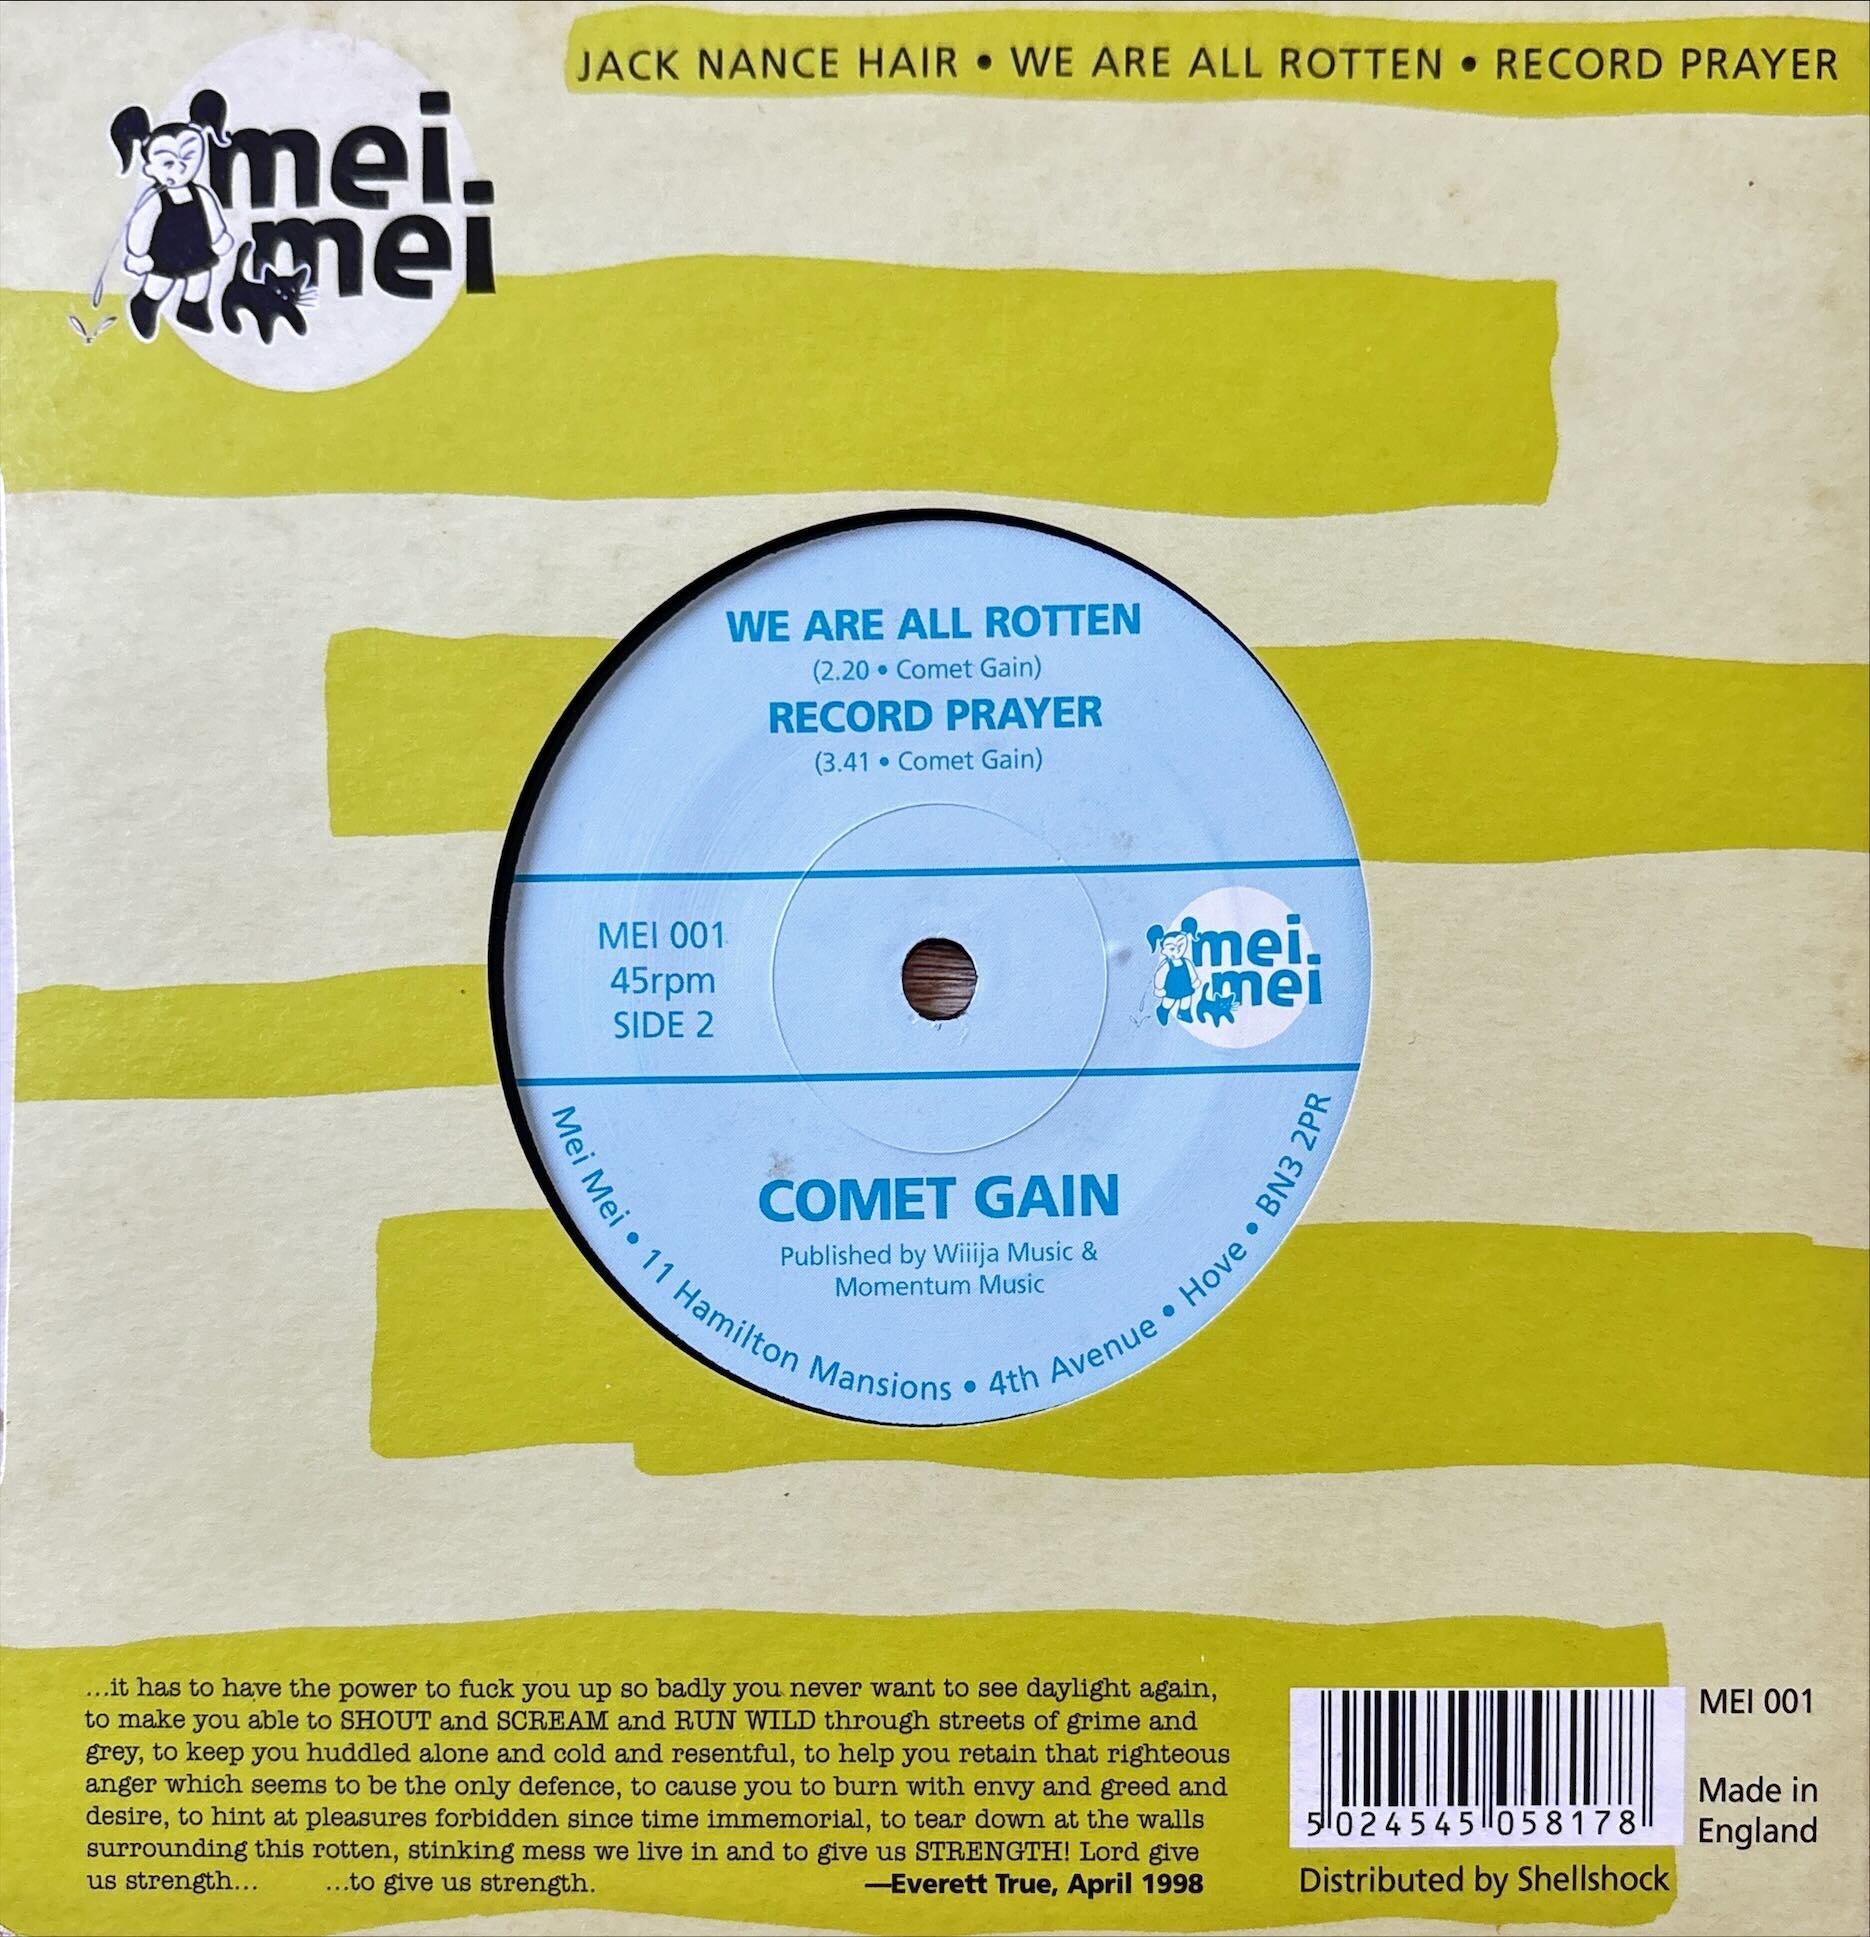 JACK NANCE HAIR • WE ARE ALL ROTTEN • RECORD PRAYER
mei
mei
WE ARE ALL ROTTEN
(2.20 • Comet Gain)
RECORD PRAYER
(3.41 • Comet Gain)
MEI 001
45rpm
SIDE 2
mei
mei
COMET GAIN
Published by Wiiija Music &
Momentum Music
Mei Mei • 11 Hamilton Mansions • 4th Avenue • Hove • BN3 2PR
...it has to have the power to fuck you up so badly you never want to see daylight again,
to make you able to SHOUT and SCREAM and RUN WILD through streets of grime and
grey, to keep you huddled alone and cold and resentful, to help you retain that righteous
anger which seems to be the only defence, to cause you to burn with envy and greed and
desire, to hint at pleasures forbidden since time immemorial, to tear down at the walls
surrounding this rotten, stinking mess we live in and to give us STRENGTH! Lord give
us strength... ...to give us strength. —Everett True, April 1998
5 024545 058178
MEI 001
Made in
England
Distributed by Shellshock